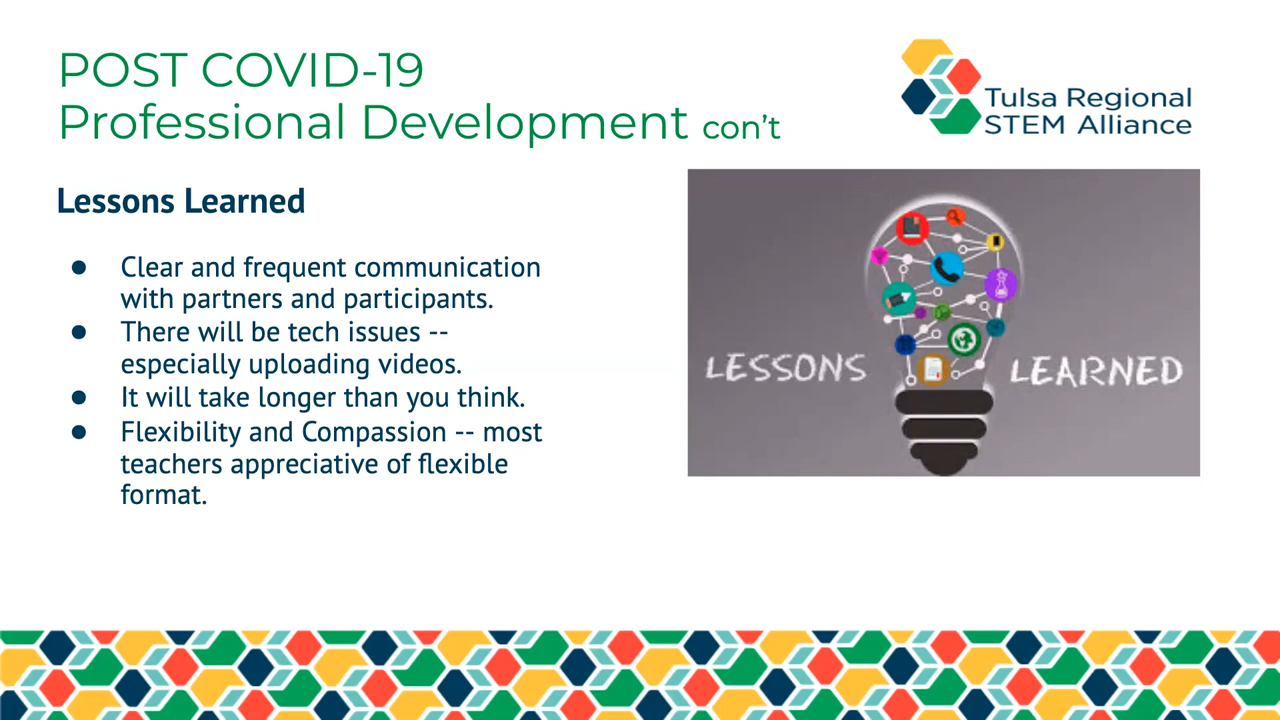 POST COVID-19
Professional Development con't
Tulsa Regional
STEM Alliance
Lessons Learned
● Clear and frequent communication
with partners and participants.
● There will be tech issues --
especially uploading videos.
● It will take longer than you think.
● Flexibility and Compassion -- most
teachers appreciative of flexible
format.
LESSONS LEARNED